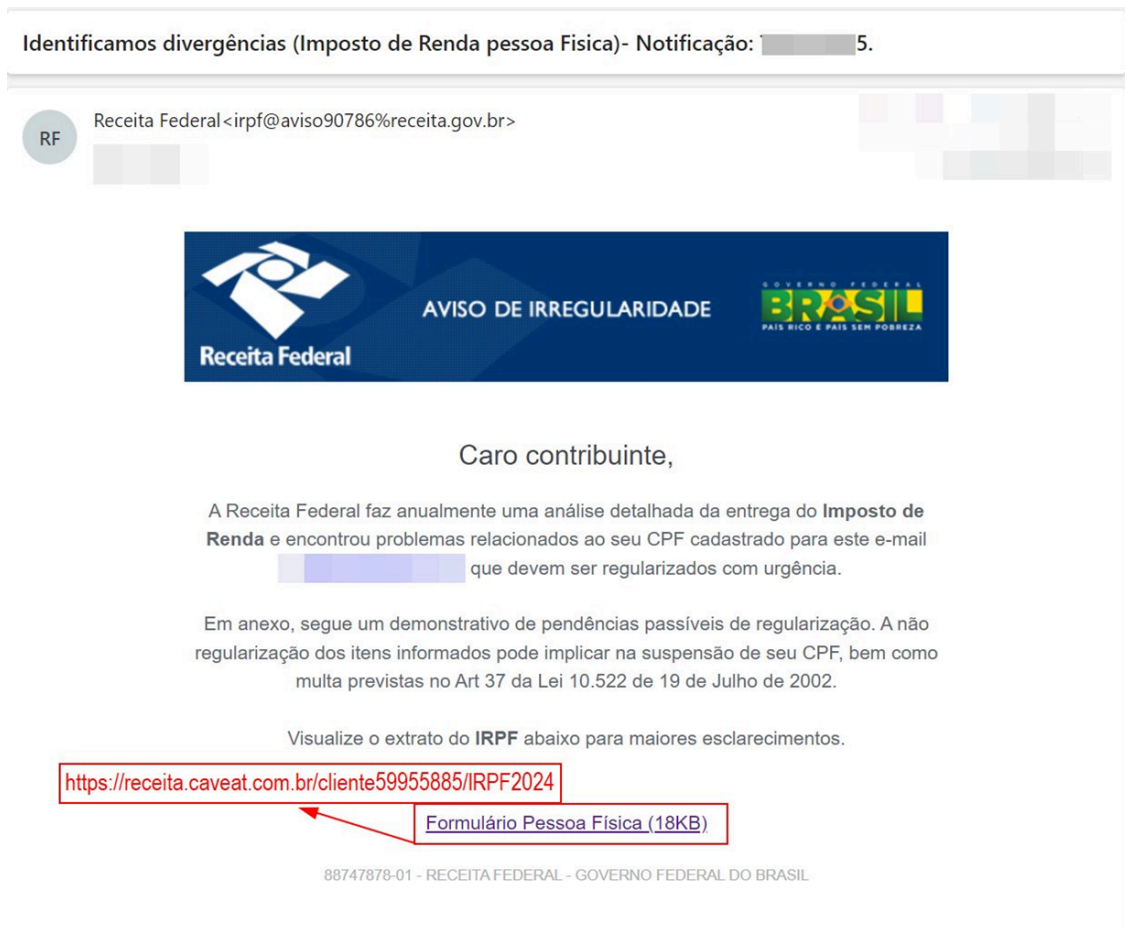 Identificamos divergências (Imposto de Renda pessoa Fisica)- Notificação: 5.
Receita Federal<irpf@aviso90786%receita.gov.br>
RF
Receita Federal
AVISO DE IRREGULARIDADE
GOVERNO FEDERAL
BRASIL
PAÍS RICO É PAÍS SEM POBREZA
Caro contribuinte,
A Receita Federal faz anualmente uma análise detalhada da entrega do Imposto de
Renda e encontrou problemas relacionados ao seu CPF cadastrado para este e-mail
que devem ser regularizados com urgência.
Em anexo, segue um demonstrativo de pendências passíveis de regularização. A não
regularização dos itens informados pode implicar na suspensão de seu CPF, bem como
multa previstas no Art 37 da Lei 10.522 de 19 de Julho de 2002.
Visualize o extrato do IRPF abaixo para maiores esclarecimentos.
https://receita.caveat.com.br/cliente59955885/IRPF2024
Formulário Pessoa Física (18KB)
88747878-01 - RECEITA FEDERAL - GOVERNO FEDERAL DO BRASIL